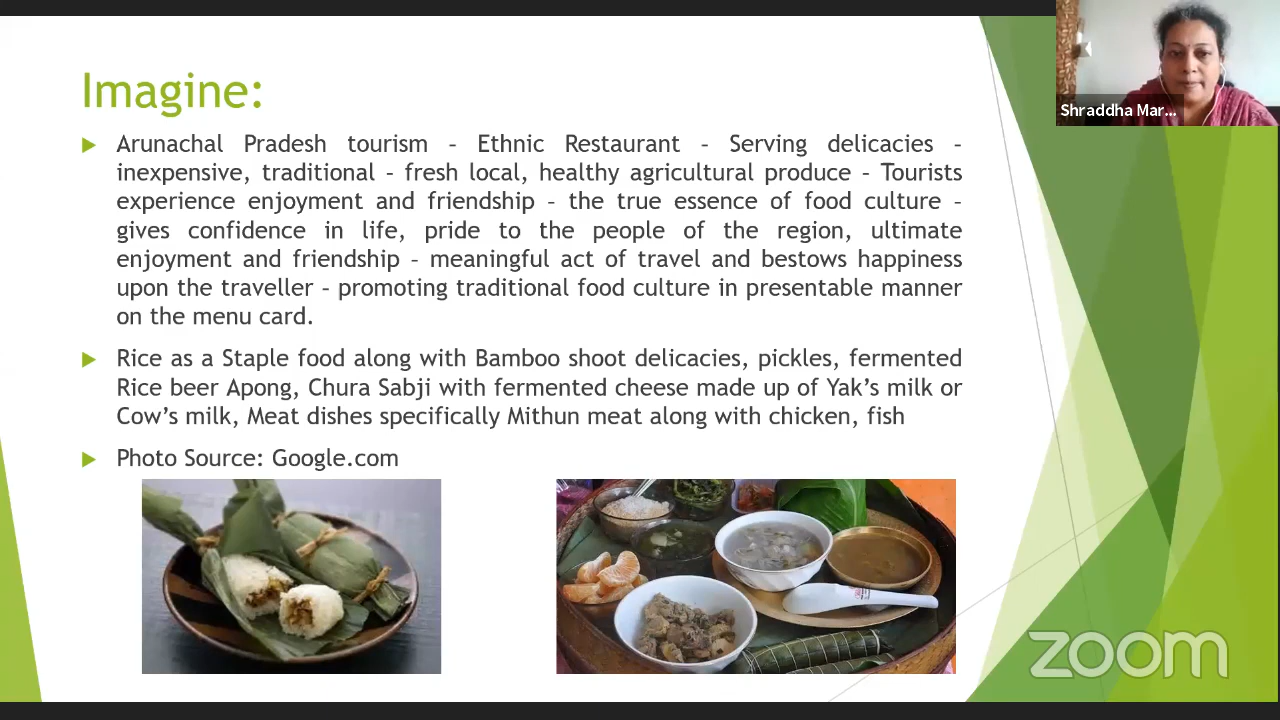 Imagine:
Arunachal Pradesh tourism – Ethnic Restaurant – Serving delicacies –
inexpensive, traditional – fresh local, healthy agricultural produce – Tourists
experience enjoyment and friendship – the true essence of food culture –
gives confidence in life, pride to the people of the region, ultimate
enjoyment and friendship – meaningful act of travel and bestows happiness
upon the traveller – promoting traditional food culture in presentable manner
on the menu card.
Rice as a Staple food along with Bamboo shoot delicacies, pickles, fermented
Rice beer Apong, Chura Sabji with fermented cheese made up of Yak's milk or
Cow's milk, Meat dishes specifically Mithun meat along with chicken, fish
Photo Source: Google.com
Shraddha Mar...
zoom